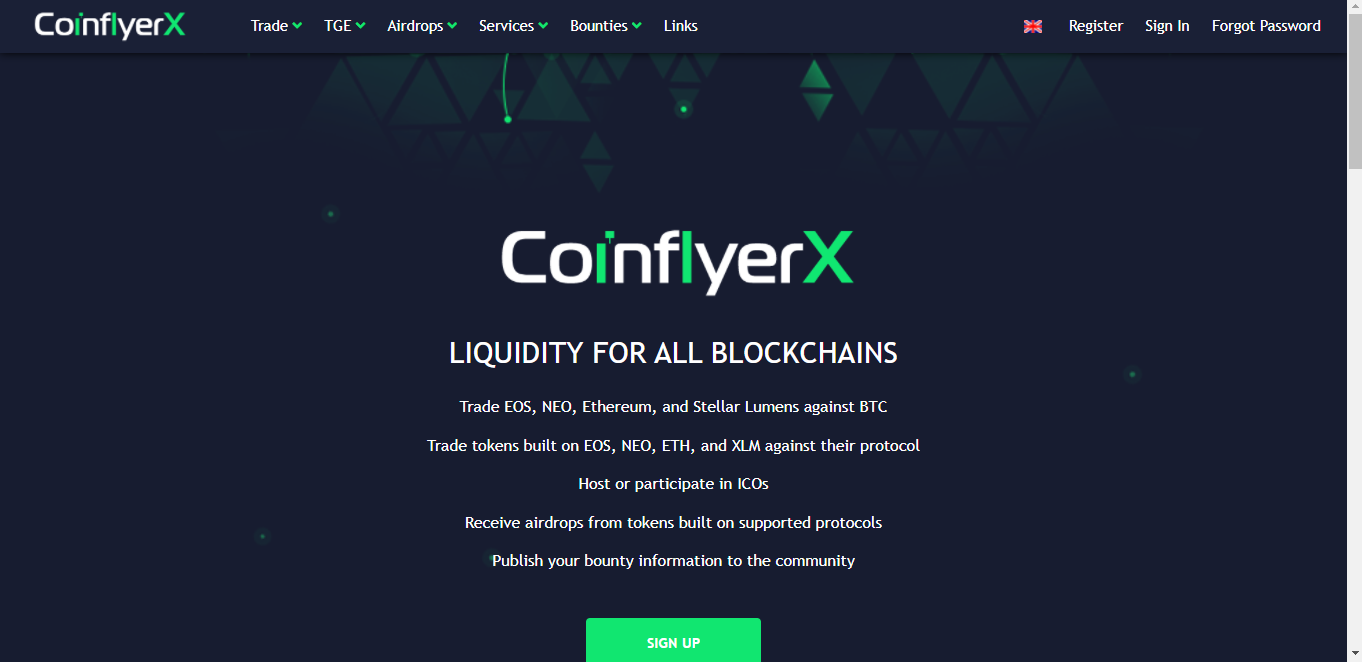 CoinflyerX
Trade TGE Airdrops Services Bounties Links Register Sign In Forgot Password
CoinflyerX
LIQUIDITY FOR ALL BLOCKCHAINS
Trade EOS, NEO, Ethereum, and Stellar Lumens against BTC
Trade tokens built on EOS, NEO, ETH, and XLM against their protocol
Host or participate in ICOs
Receive airdrops from tokens built on supported protocols
Publish your bounty information to the community
SIGN UP